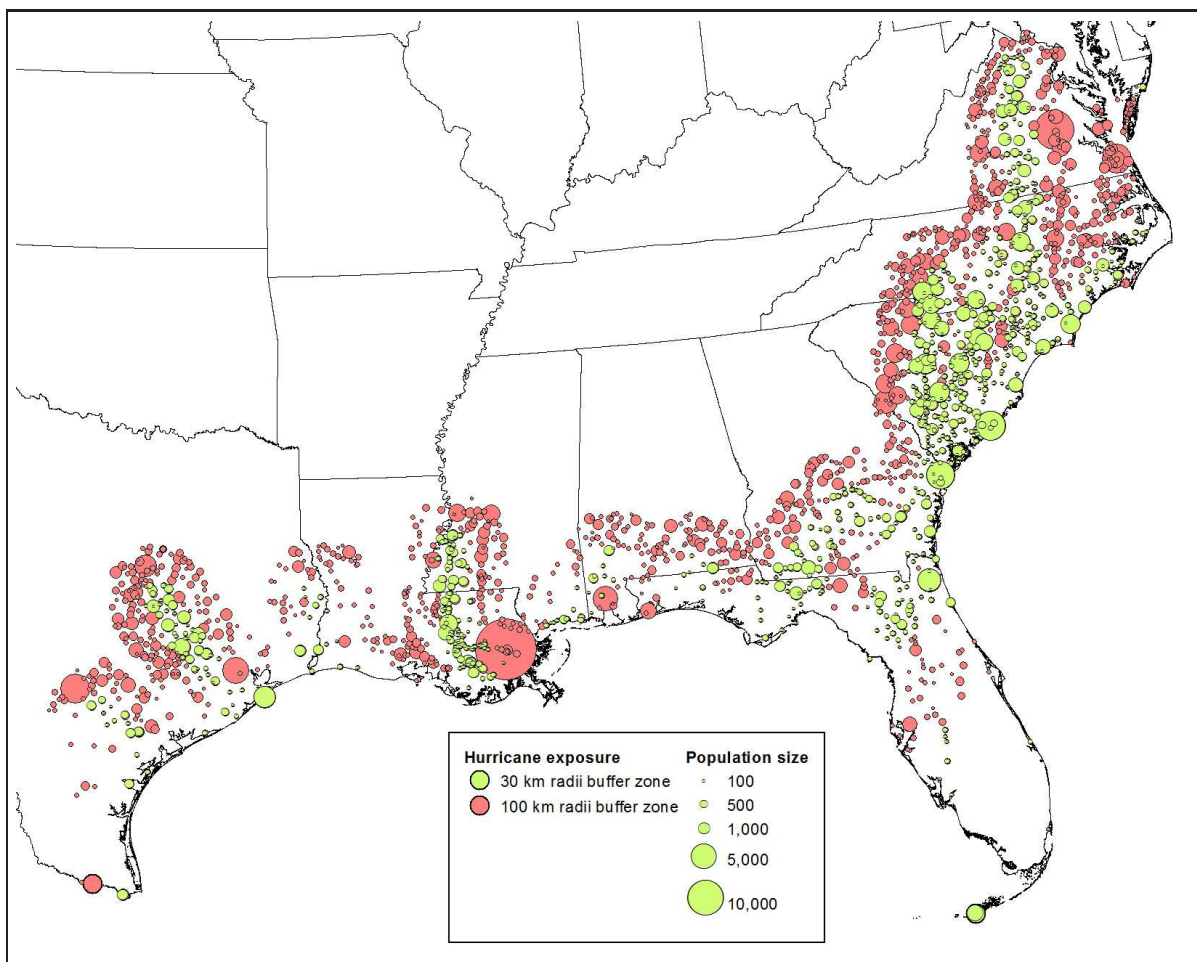 Hurricane exposure
30 km radii buffer zone
100 km radii buffer zone
Population size
100
500
1,000
5,000
10,000